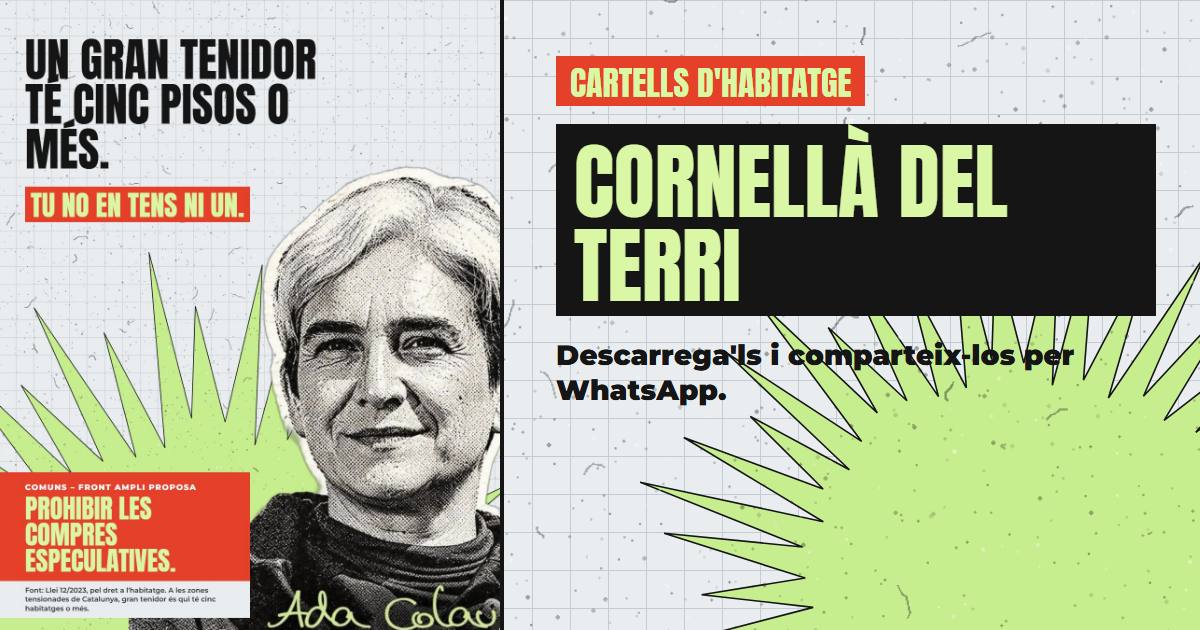 UN GRAN TENIDOR
TÉ CINC PISOS O
MÉS.
TU NO EN TENS NI UN.
COMUNS – FRONT AMPLI PROPOSA
PROHIBIR LES
COMPRES
ESPECULATIVES.
Font: Llei 12/2023, pel dret a l'habitatge. A les zones
tensionades de Catalunya, gran tenidor és qui té cinc
habitatges o més.
Ada Colau
CARTELLS D'HABITATGE
CORNELLÀ DEL
TERRI
Descarrega'ls i comparteix-los per
WhatsApp.